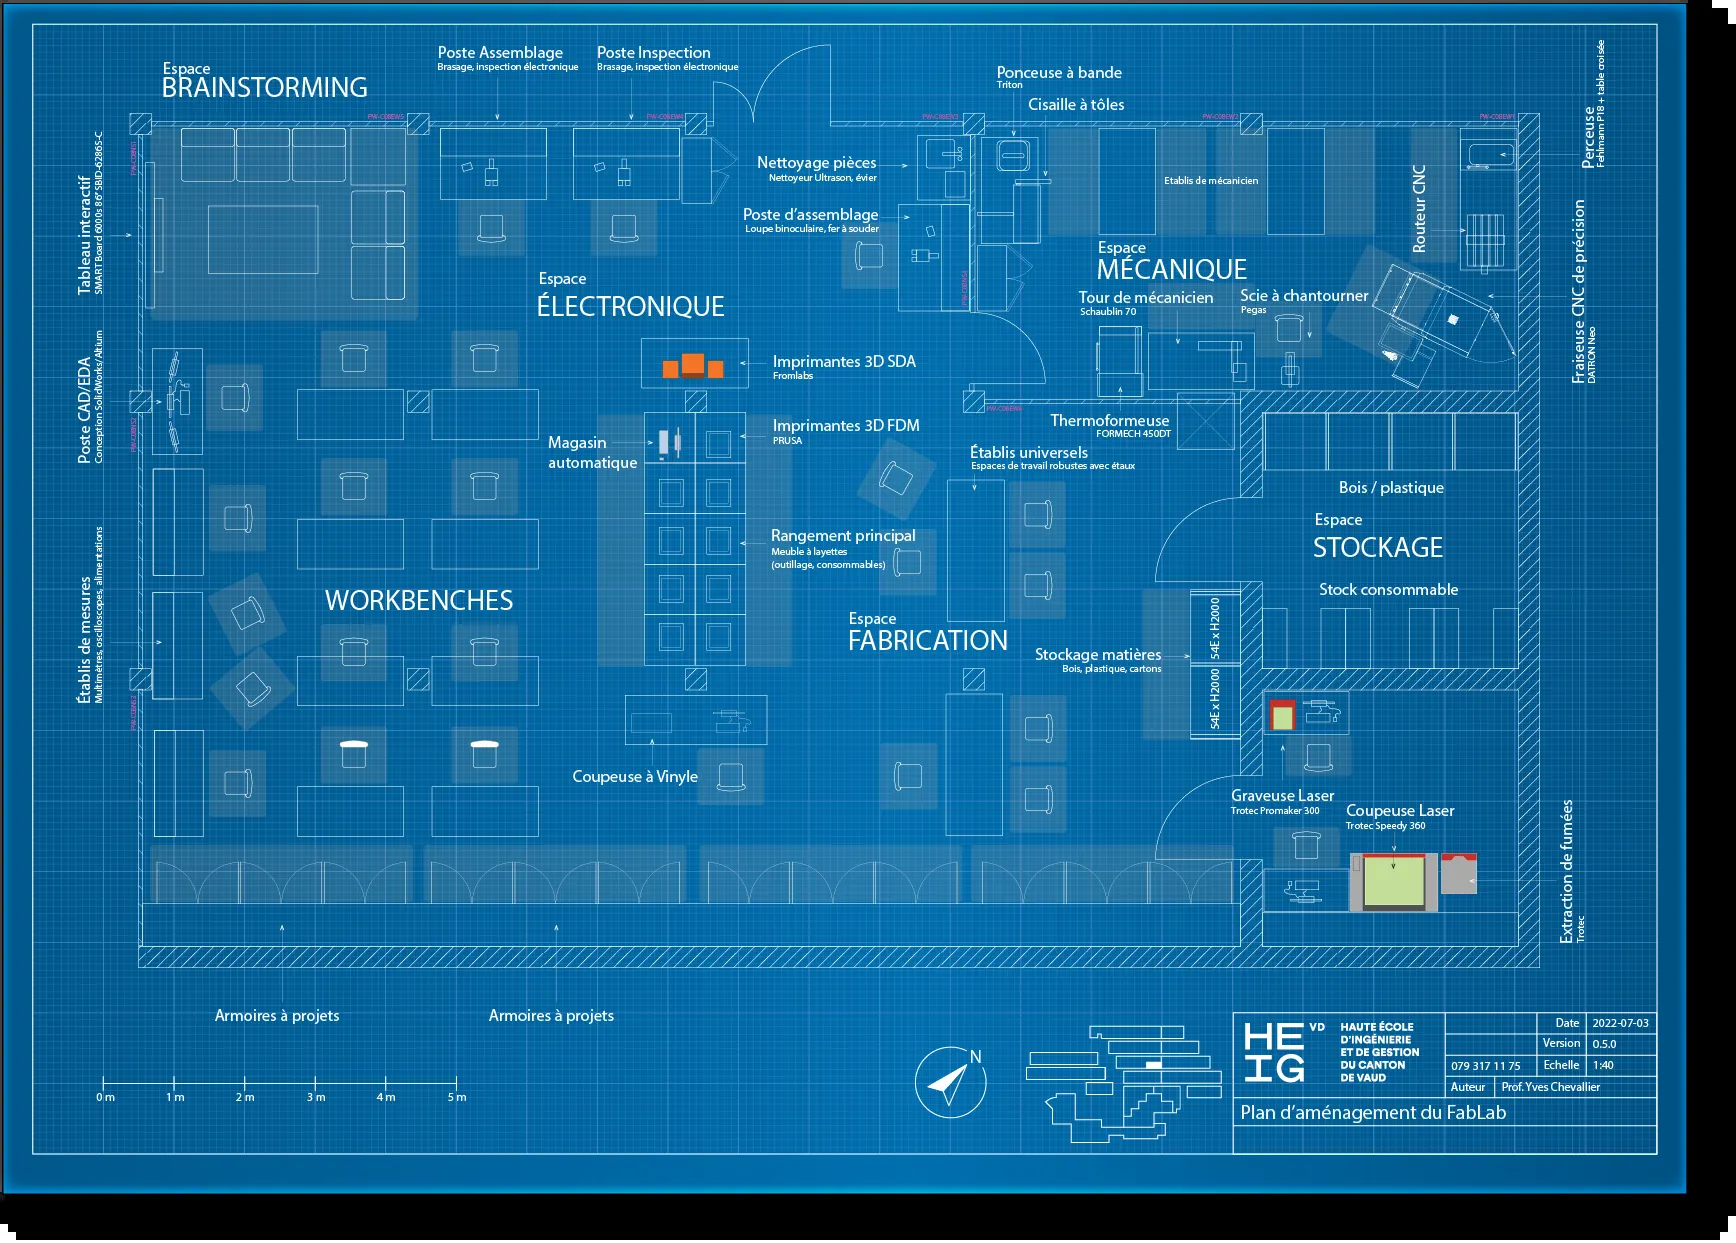 Espace
BRAINSTORMING
Poste Assemblage
Brasage, inspection électronique
Poste Inspection
Brasage, inspection électronique
Ponceuse à bande
Triton
Cisaille à tôles
Perceuse
Fehlmann P18 + table croisée
Tableau interactif
SMART Board 6000s 86" SBID-6286S-C
Nettoyage pièces
Nettoyeur Ultrason, évier
Poste d'assemblage
Loupe binoculaire, fer à souder
Etablis de mécanicien
Routeur CNC
Espace
MÉCANIQUE
Tour de mécanicien
Schaublin 70
Scie à chantourner
Pegas
Fraiseuse CNC de précision
DATRON Neo
Espace
ÉLECTRONIQUE
Imprimantes 3D SDA
Fromlabs
Poste CAD/EDA
Conception SolidWorks/Altium
Imprimantes 3D FDM
PRUSA
Magasin
automatique
Thermoformeuse
FORMECH 450DT
Établis universels
Espaces de travail robustes avec étaux
Bois / plastique
Espace
STOCKAGE
Stock consommable
Rangement principal
Meuble à layettes
(outillage, consommables)
Établis de mesures
Multimètres, oscilloscopes, alimentations
WORKBENCHES
Espace
FABRICATION
Stockage matières
Bois, plastique, cartons
54E x H2000
54E x H2000
Coupeuse à Vinyle
Graveuse Laser
Trotec Promaker 300
Coupeuse Laser
Trotec Speedy 360
Extraction de fumées
Trotec
Armoires à projets
Armoires à projets
0 m
1 m
2 m
3 m
4 m
5 m
N
HE
IG
VD
HAUTE ÉCOLE
D'INGÉNIERIE
ET DE GESTION
DU CANTON
DE VAUD
Date 2022-07-03
Version 0.5.0
079 317 11 75 Echelle 1:40
Auteur Prof. Yves Chevallier
Plan d'aménagement du FabLab